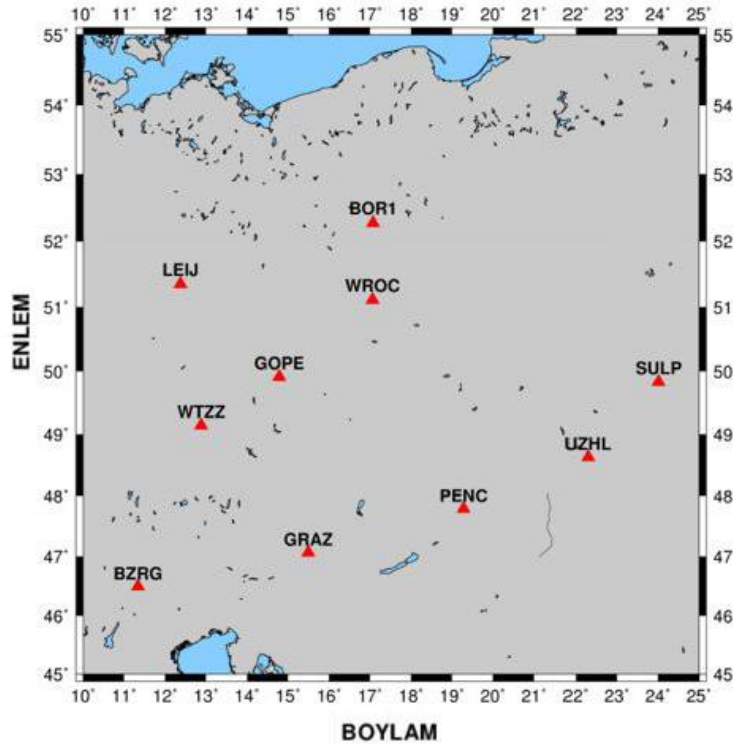 10˚ 11˚ 12˚ 13˚ 14˚ 15˚ 16˚ 17˚ 18˚ 19˚ 20˚ 21˚ 22˚ 23˚ 24˚ 25˚
55˚ 55˚
54˚ 54˚
53˚ 53˚
BOR1
52˚ 52˚
LEIJ
WROC
51˚ 51˚
ENLEM
GOPE
SULP
50˚ 50˚
WTZZ
49˚ 49˚
UZHL
PENC
48˚ 48˚
GRAZ
47˚ 47˚
BZRG
46˚ 46˚
45˚ 45˚
10˚ 11˚ 12˚ 13˚ 14˚ 15˚ 16˚ 17˚ 18˚ 19˚ 20˚ 21˚ 22˚ 23˚ 24˚ 25˚
BOYLAM